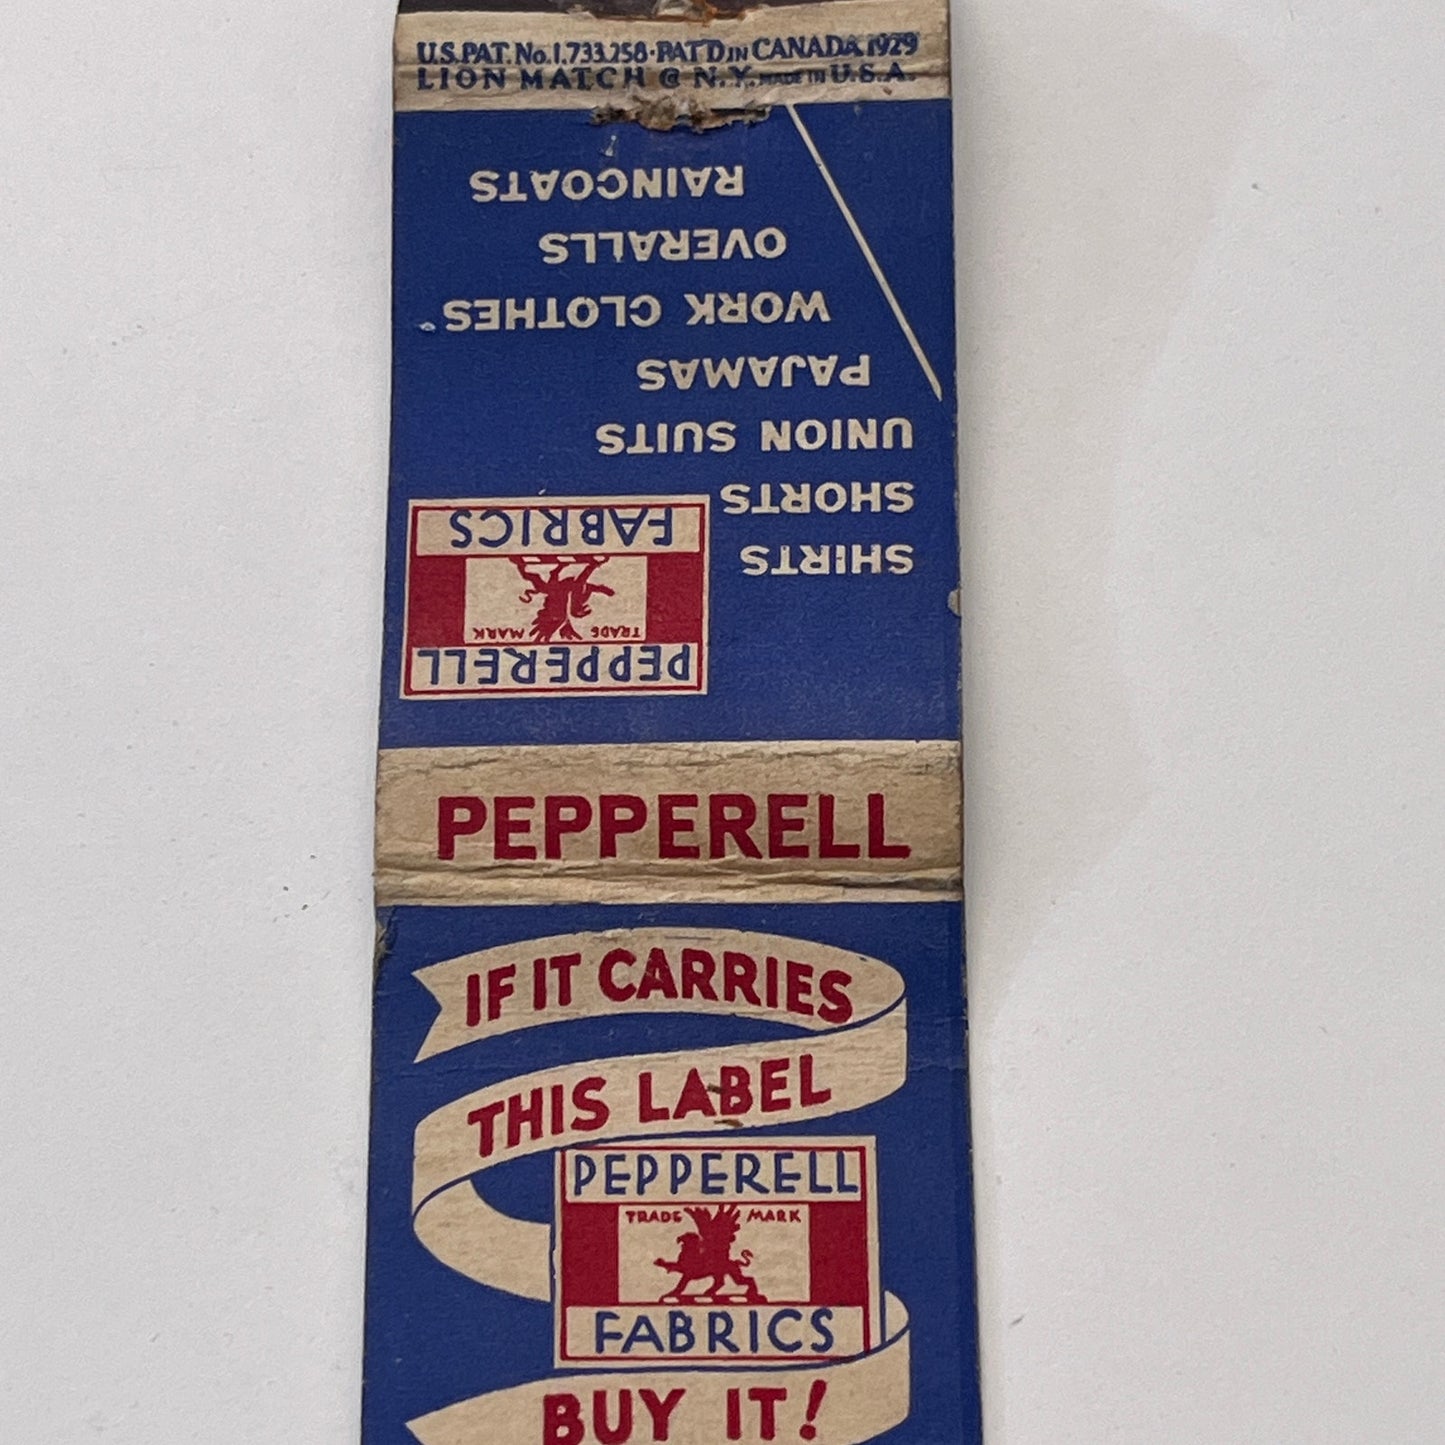 U.S. PAT. No. 1,733,258 · PAT'D IN CANADA 1929
LION MATCH CO N.Y. MADE IN U.S.A.
SHIRTS
SHORTS
UNION SUITS
PAJAMAS
WORK CLOTHES
OVERALLS
RAINCOATS
PEPPERELL
TRADE MARK
FABRICS
PEPPERELL
IF IT CARRIES
THIS LABEL
PEPPERELL
TRADE MARK
FABRICS
BUY IT!